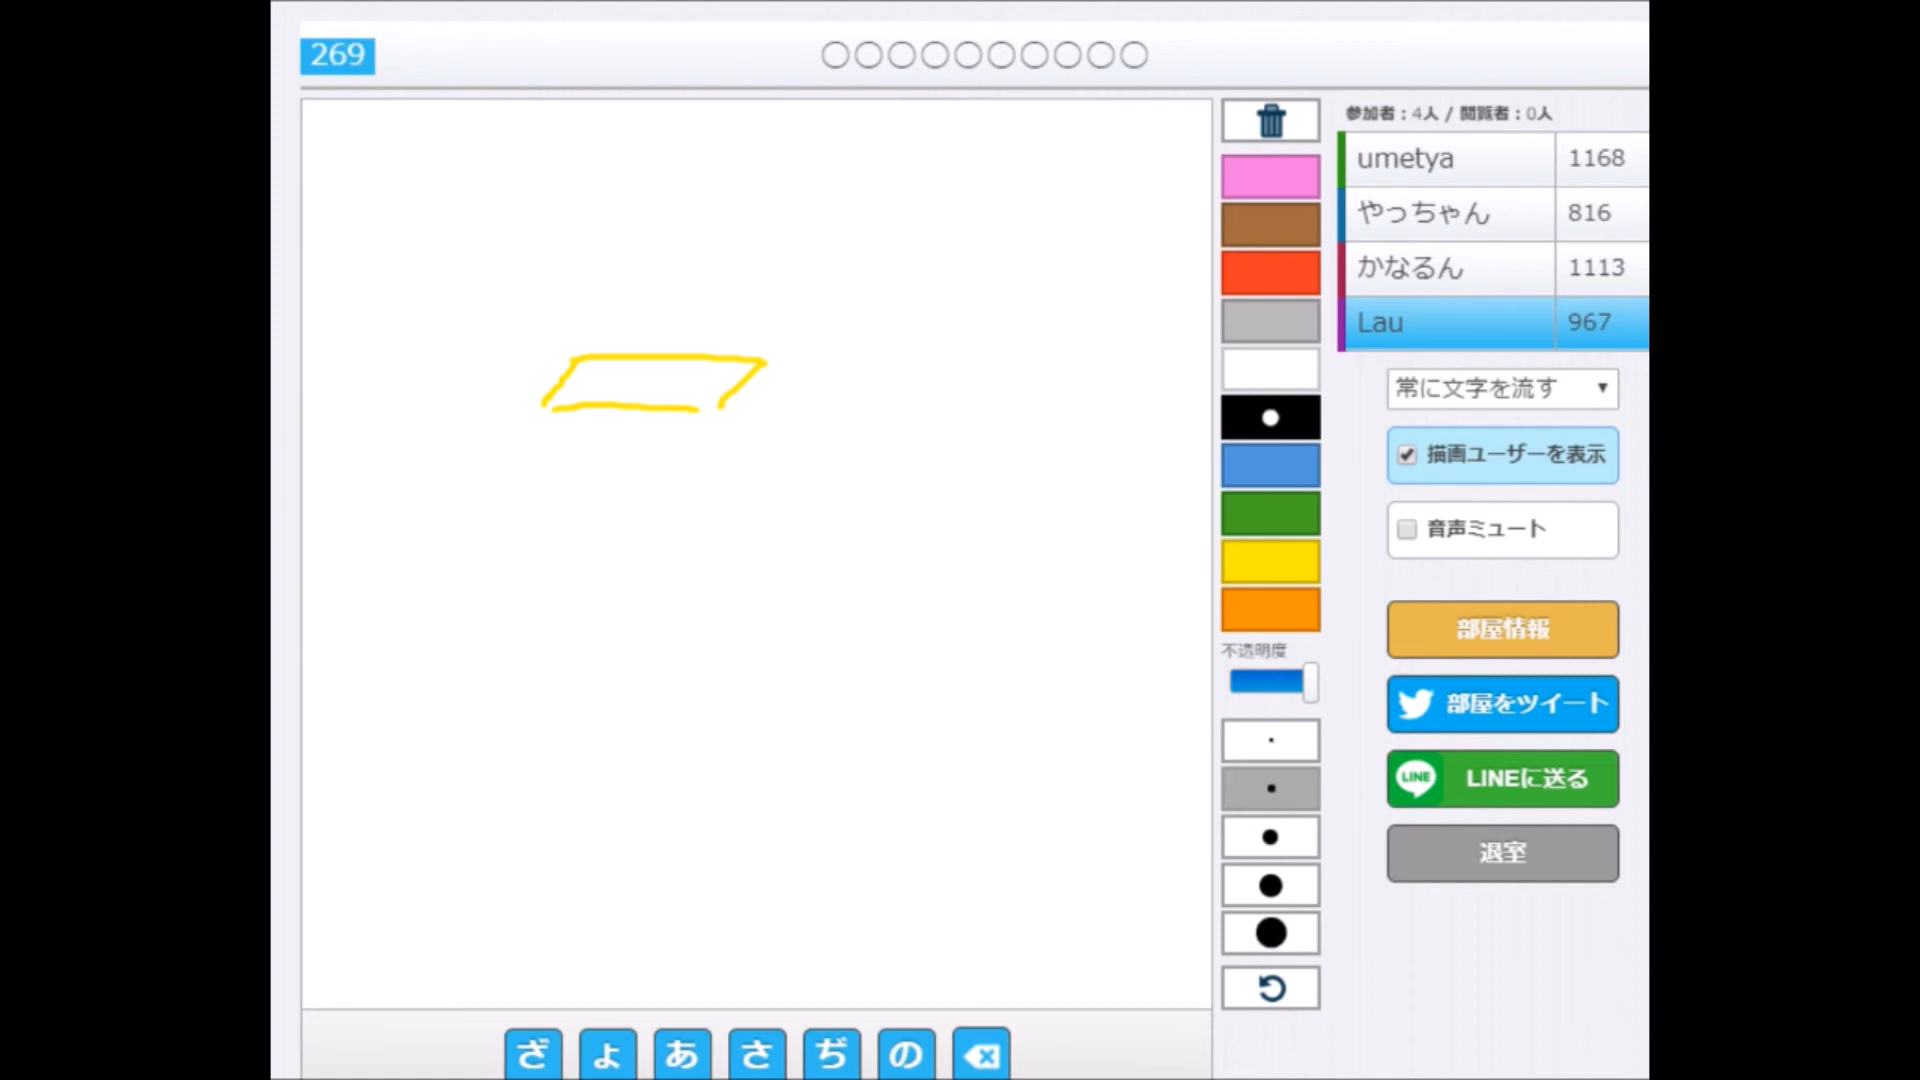 269
○○○○○○○○○○
参加者：4人 / 閲覧者：0人
umetya 1168
やっちゃん 816
かなるん 1113
Lau 967
常に文字を流す ▼
描画ユーザーを表示
音声ミュート
部屋情報
部屋をツイート
LINE LINEに送る
退室
不透明度
ざ ょ あ さ ぢ の